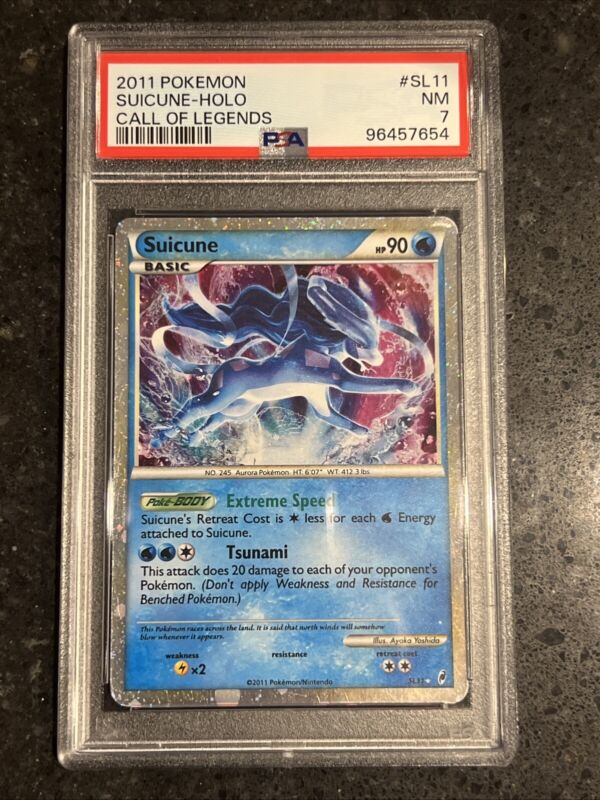 2011 POKEMON #SL11
SUICUNE-HOLO NM
CALL OF LEGENDS 7
PSA 96457654
Suicune HP 90
BASIC
NO. 245 Aurora Pokémon HT: 6'07" WT: 412.3 lbs.
Poké-BODY Extreme Speed
Suicune's Retreat Cost is less for each Energy
attached to Suicune.
Tsunami
This attack does 20 damage to each of your opponent's
Pokémon. (Don't apply Weakness and Resistance for
Benched Pokémon.)
This Pokémon races across the land. It is said that north winds will somehow
blow whenever it appears.
Illus. Ayaka Yoshida
weakness resistance retreat cost
×2
©2011 Pokémon/Nintendo SL11